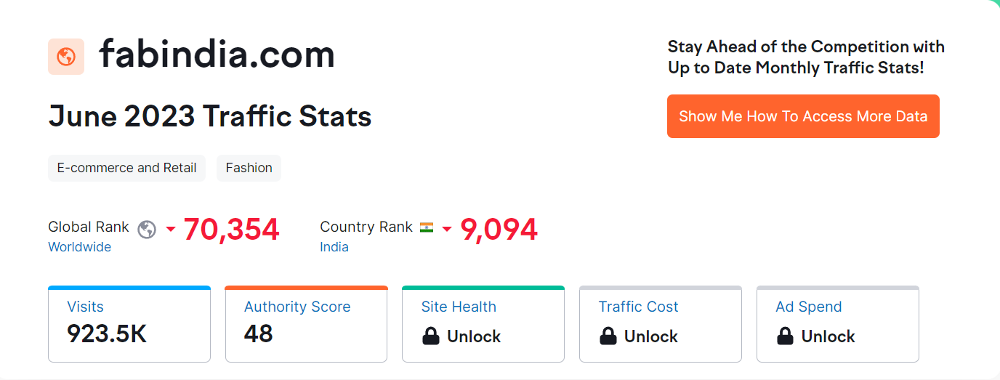 fabindia.com
Stay Ahead of the Competition with
Up to Date Monthly Traffic Stats!
Show Me How To Access More Data
June 2023 Traffic Stats
E-commerce and Retail
Fashion
Global Rank 70,354
Worldwide
Country Rank 9,094
India
Visits
923.5K
Authority Score
48
Site Health
Unlock
Traffic Cost
Unlock
Ad Spend
Unlock